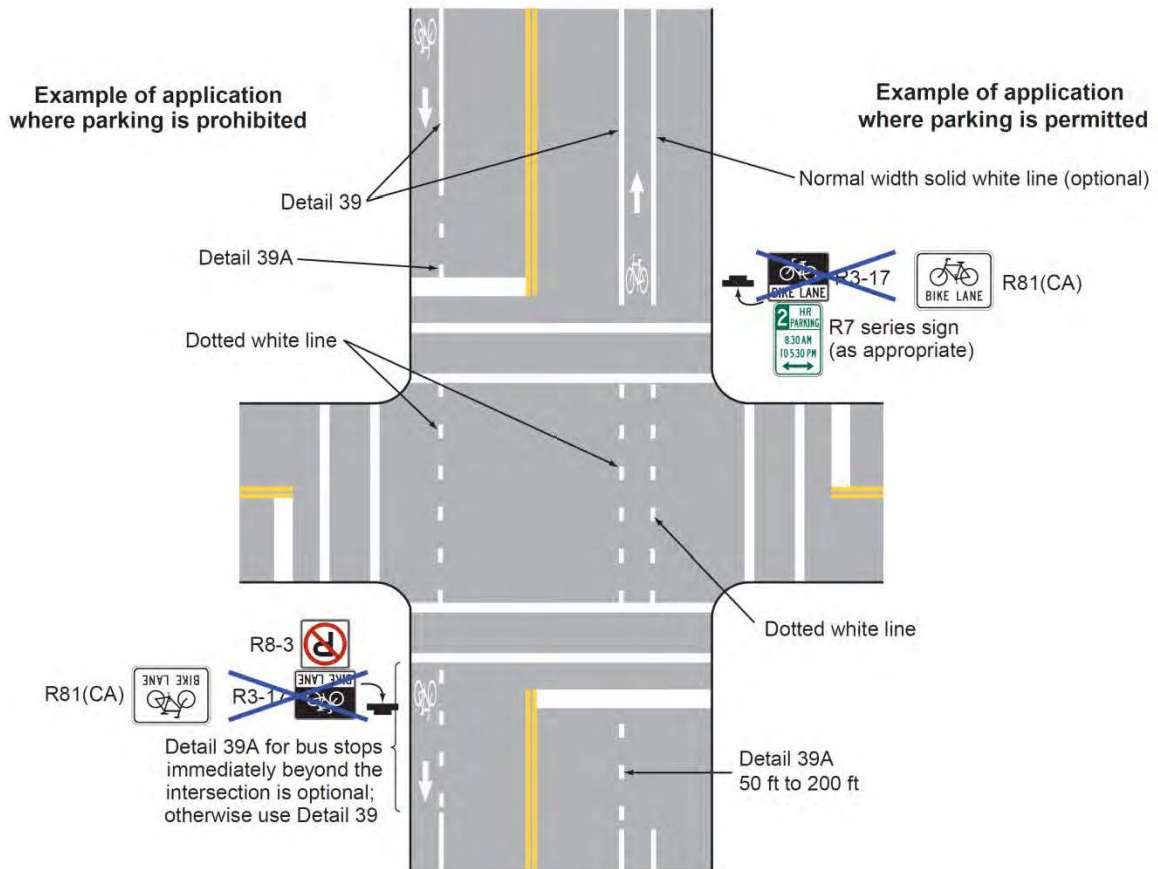 Example of application
where parking is prohibited
Example of application
where parking is permitted
Detail 39
Normal width solid white line (optional)
Detail 39A
R3-17
BIKE LANE
BIKE LANE
R81(CA)
2 HR
PARKING
8:30 AM
TO 5:30 PM
R7 series sign
(as appropriate)
Dotted white line
Dotted white line
R8-3
P
R81(CA)
BIKE LANE
R3-17
BIKE LANE
Detail 39A for bus stops
immediately beyond the
intersection is optional;
otherwise use Detail 39
Detail 39A
50 ft to 200 ft